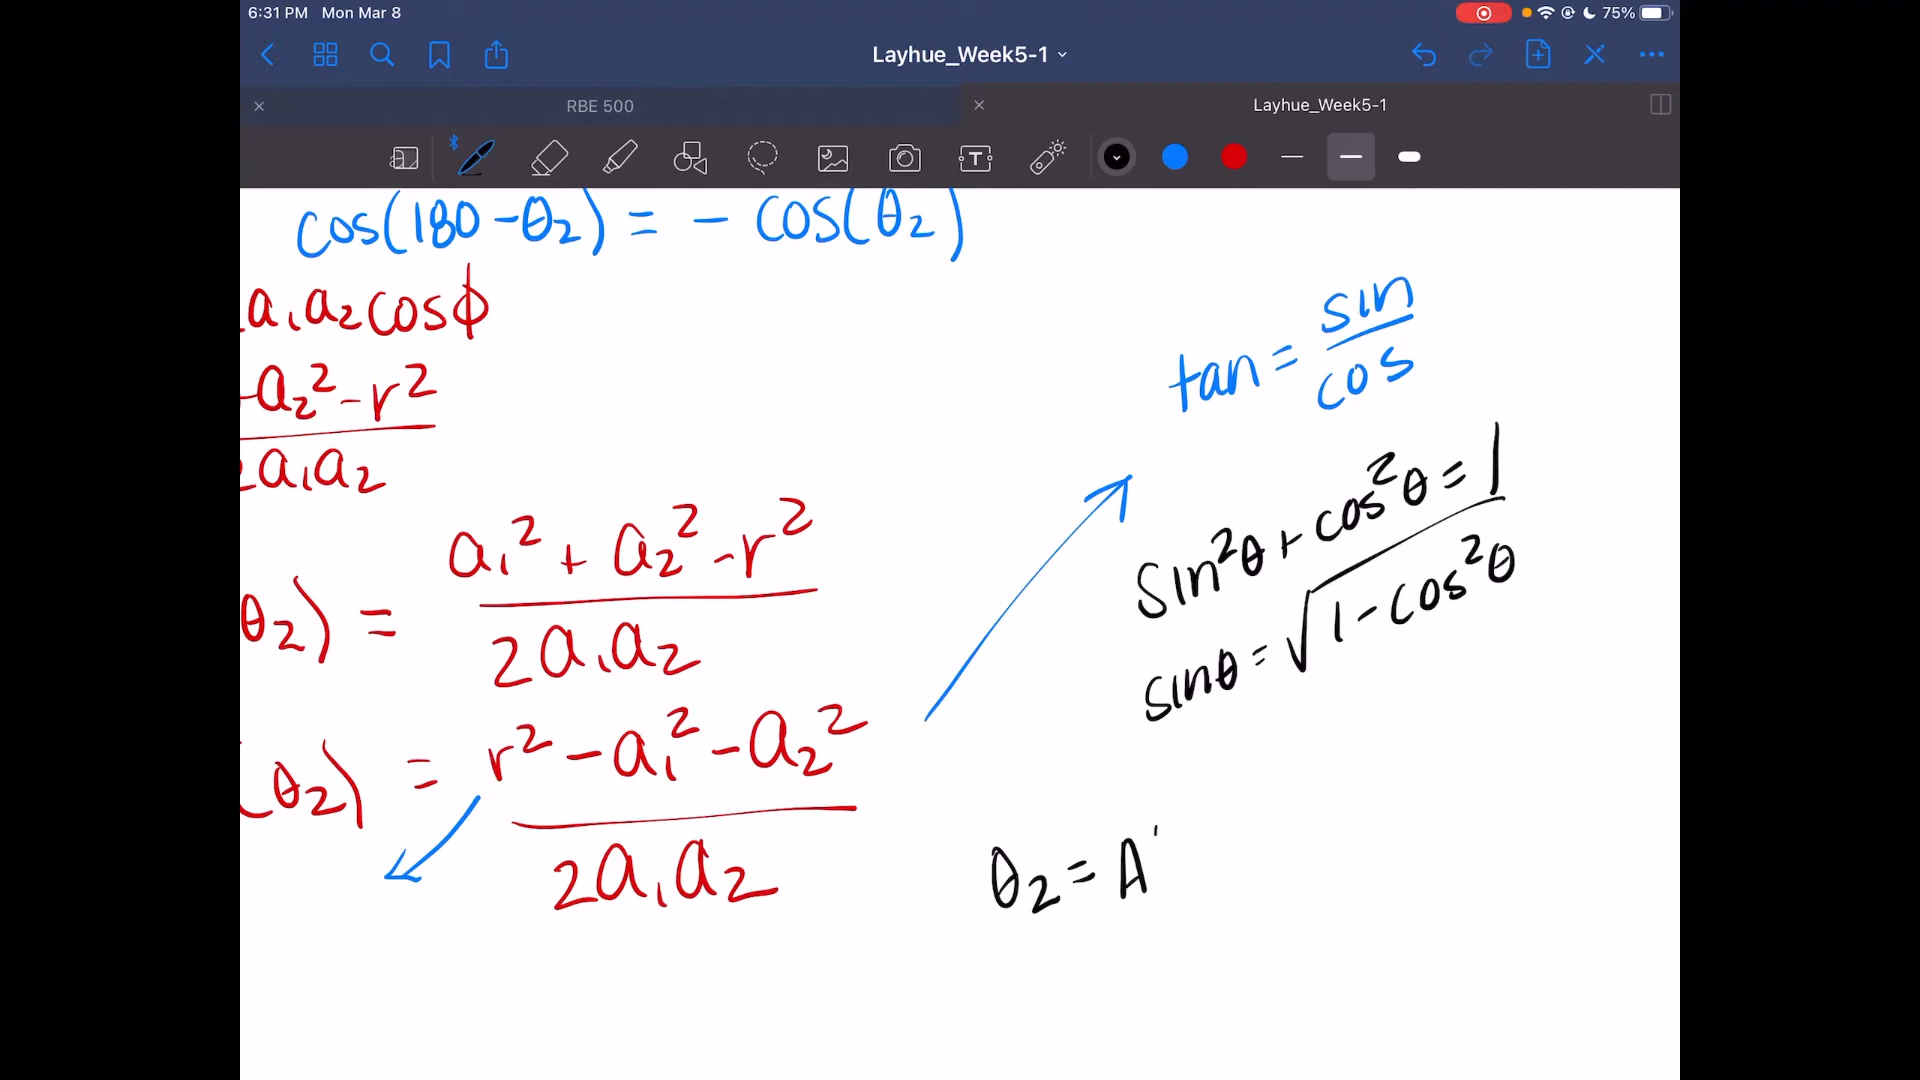 6:31 PM Mon Mar 8
75%
Layhue_Week5-1
RBE 500
Layhue_Week5-1
T
cos(180-θ₂) = - cos(θ₂)
a₁a₂cosϕ
-a₂²-r²
2a₁a₂
θ₂) = a₁² + a₂² -r²
2a₁a₂
(θ₂) = r² -a₁² -a₂²
2a₁a₂
tan = sin
cos
sin²θ + cos²θ = 1
sinθ = √1-cos²θ
θ₂ = A